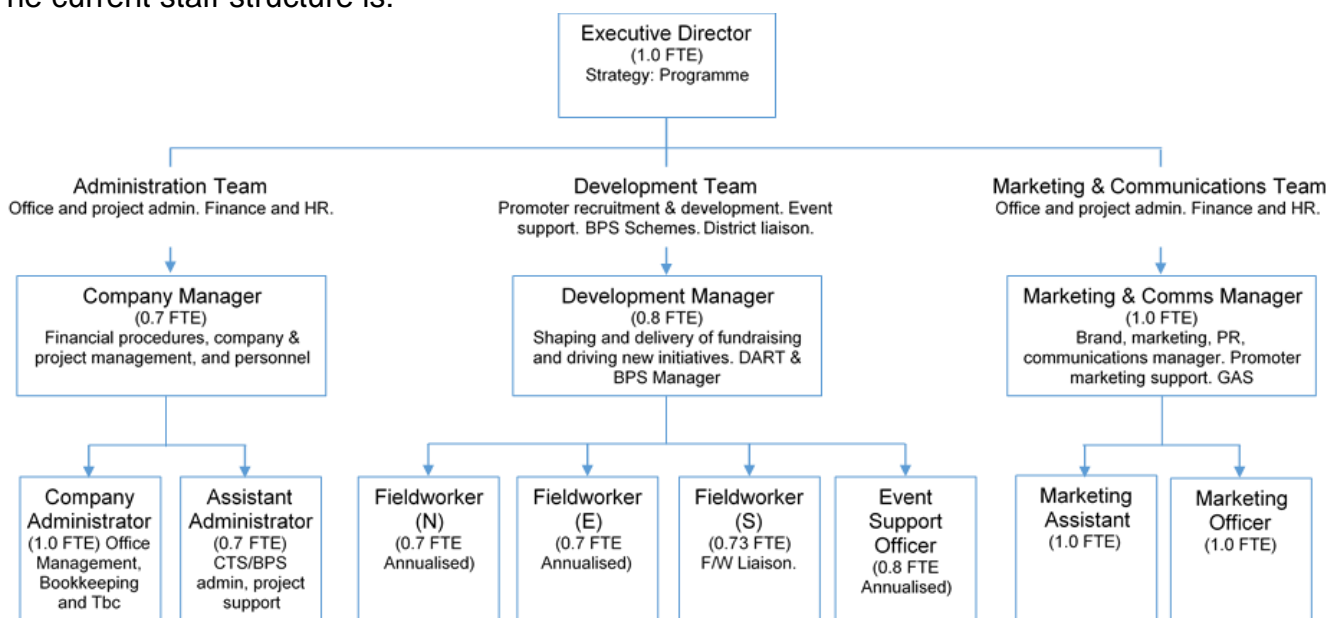 he current staff structure is:
Executive Director
(1.0 FTE)
Strategy: Programme
Administration Team
Office and project admin. Finance and HR.
Development Team
Promoter recruitment & development. Event
support. BPS Schemes. District liaison.
Marketing & Communications Team
Office and project admin. Finance and HR.
Company Manager
(0.7 FTE)
Financial procedures, company &
project management, and personnel
Development Manager
(0.8 FTE)
Shaping and delivery of fundraising
and driving new initiatives. DART &
BPS Manager
Marketing & Comms Manager
(1.0 FTE)
Brand, marketing, PR,
communications manager. Promoter
marketing support. GAS
Company
Administrator
(1.0 FTE) Office
Management,
Bookkeeping
and Tbc
Assistant
Administrator
(0.7 FTE)
CTS/BPS
admin, project
support
Fieldworker
(N)
(0.7 FTE
Annualised)
Fieldworker
(E)
(0.7 FTE
Annualised)
Fieldworker
(S)
(0.73 FTE)
F/W Liaison.
Event
Support
Officer
(0.8 FTE
Annualised)
Marketing
Assistant
(1.0 FTE)
Marketing
Officer
(1.0 FTE)